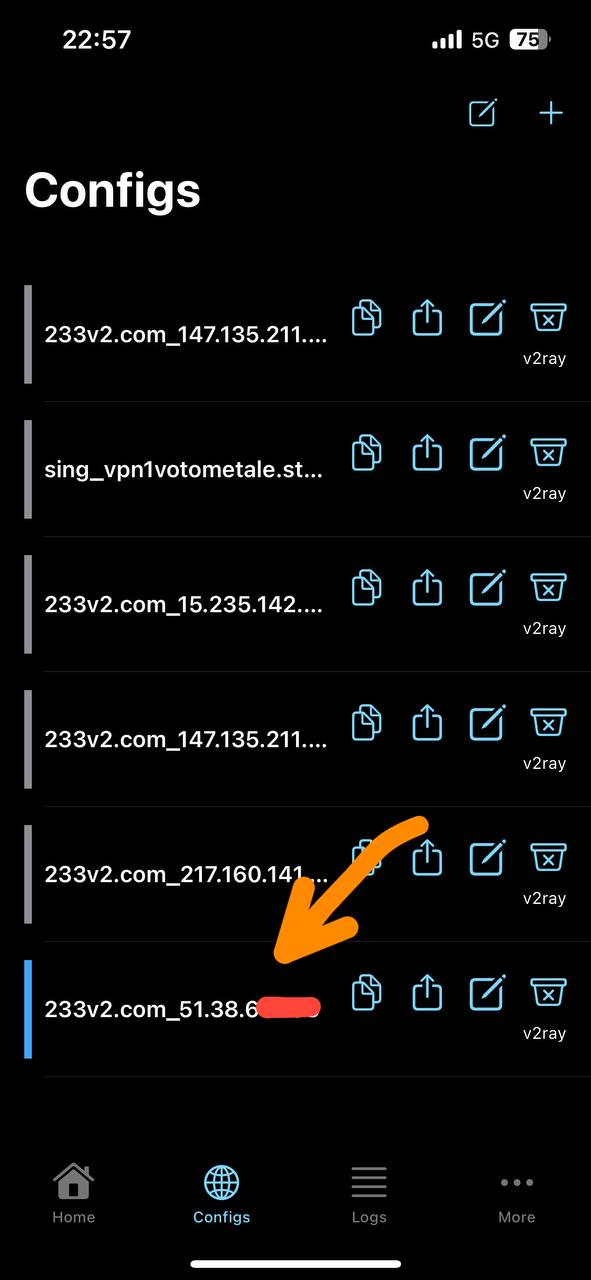 22:57
5G 75
Configs
233v2.com_147.135.211....
v2ray
sing_vpn1votometale.st...
v2ray
233v2.com_15.235.142....
v2ray
233v2.com_147.135.211....
v2ray
233v2.com_217.160.141....
v2ray
233v2.com_51.38.6
v2ray
Home Configs Logs More